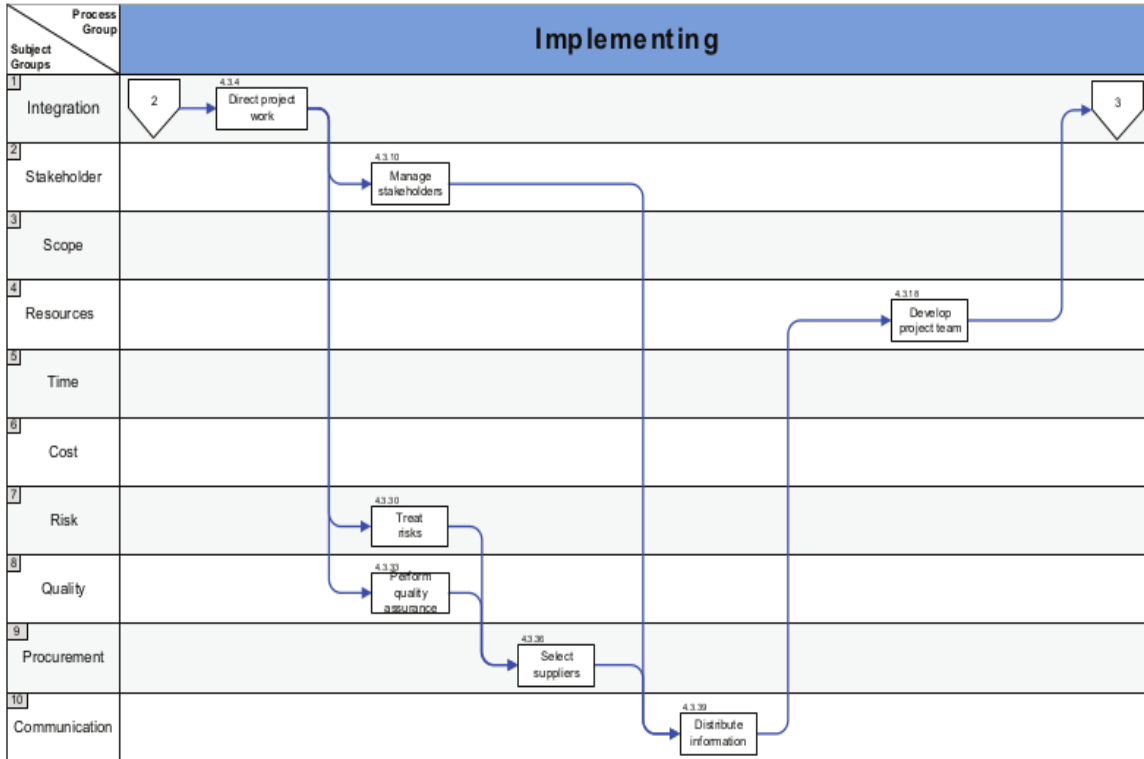 Process
Group
Subject
Groups
Implementing
1
Integration
2
4.3.4
Direct project
work
3
2
Stakeholder
4.3.10
Manage
stakeholders
3
Scope
4
Resources
4.3.18
Develop
project team
5
Time
6
Cost
7
Risk
4.3.30
Treat
risks
8
Quality
4.3.33
Perform
quality
assurance
9
Procurement
4.3.36
Select
suppliers
10
Communication
4.3.39
Distribute
information